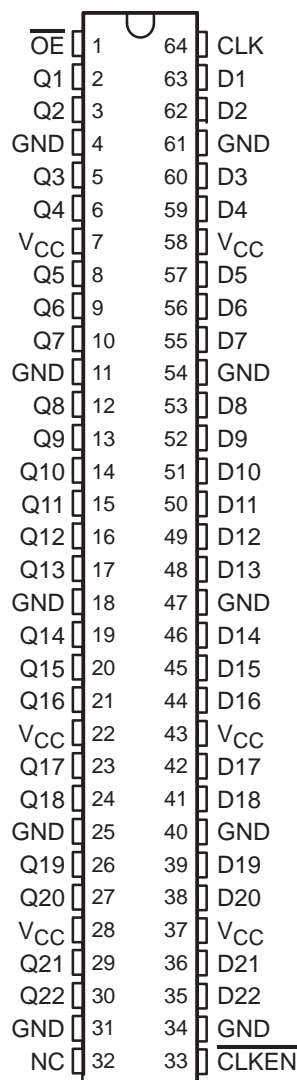 O̅E̅ 1 64 CLK
Q1 2 63 D1
Q2 3 62 D2
GND 4 61 GND
Q3 5 60 D3
Q4 6 59 D4
VCC 7 58 VCC
Q5 8 57 D5
Q6 9 56 D6
Q7 10 55 D7
GND 11 54 GND
Q8 12 53 D8
Q9 13 52 D9
Q10 14 51 D10
Q11 15 50 D11
Q12 16 49 D12
Q13 17 48 D13
GND 18 47 GND
Q14 19 46 D14
Q15 20 45 D15
Q16 21 44 D16
VCC 22 43 VCC
Q17 23 42 D17
Q18 24 41 D18
GND 25 40 GND
Q19 26 39 D19
Q20 27 38 D20
VCC 28 37 VCC
Q21 29 36 D21
Q22 30 35 D22
GND 31 34 GND
NC 32 33 C̅L̅K̅E̅N̅